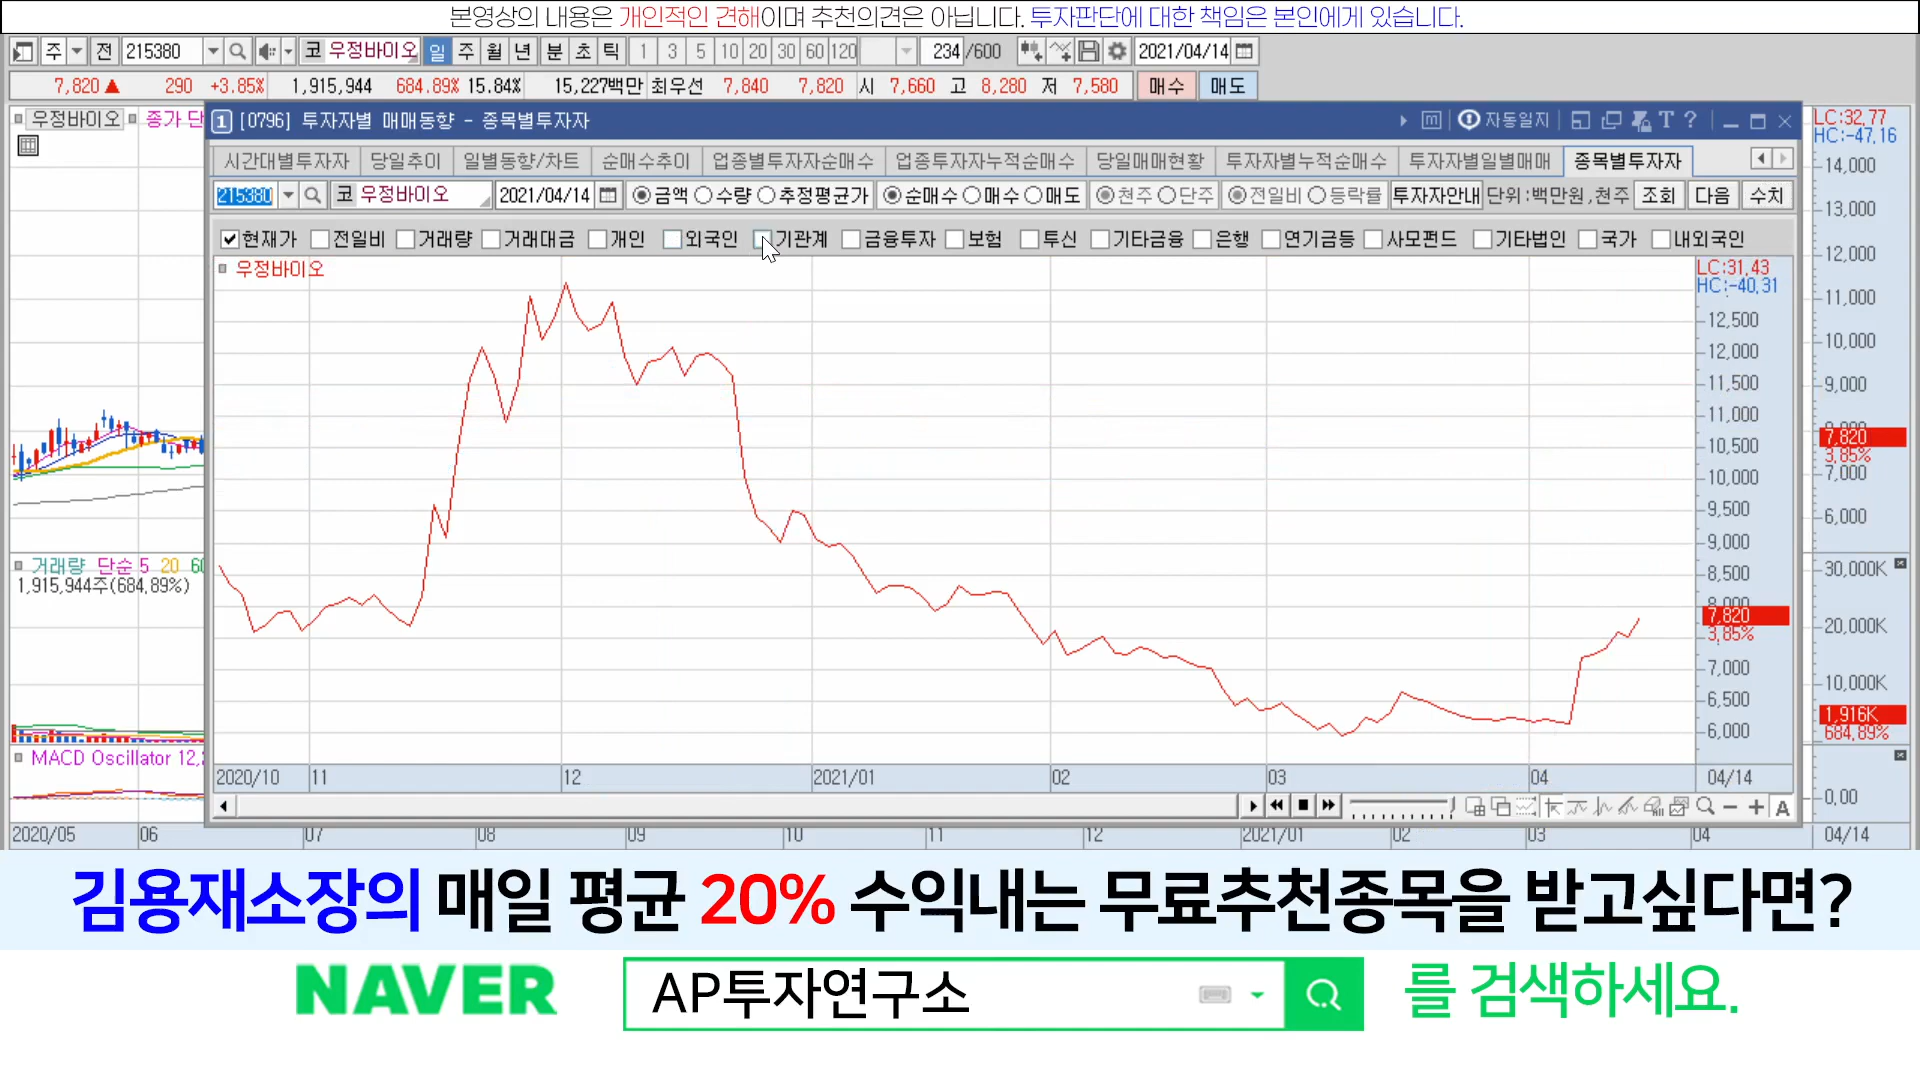 본영상의 내용은 개인적인 견해이며 추천의견은 아닙니다. 투자판단에 대한 책임은 본인에게 있습니다.
주 전 215380 코 우정바이오 일 주 월 년 분 초 틱 1 3 5 10 20 30 60 120 234 /600 2021/04/14
7,820 ▲ 290 +3.85% 1,915,944 684.89% 15.84% 15,227백만 최우선 7,840 7,820 시 7,660 고 8,280 저 7,580 매수 매도
우정바이오 종가 단
1 [0796] 투자자별 매매동향 - 종목별투자자 자동일지 T ?
시간대별투자자 당일추이 일별동향/차트 순매수추이 업종별투자자순매수 업종투자자누적순매수 당일매매현황 투자자별누적순매수 투자자별일별매매 종목별투자자
215380 코 우정바이오 2021/04/14 금액 수량 추정평균가 순매수 매수 매도 천주 단주 전일비 등락률 투자자안내 단위:백만원,천주 조회 다음 수치
현재가 전일비 거래량 거래대금 개인 외국인 기관계 금융투자 보험 투신 기타금융 은행 연기금등 사모펀드 기타법인 국가 내외국인
우정바이오
LC:31.43
HC:-40.31
12,500
12,000
11,500
11,000
10,500
10,000
9,500
9,000
8,500
8,000
7,820
3.85%
7,000
6,500
6,000
2020/10 11 12 2021/01 02 03 04 04/14
LC:32.77
HC:-47.16
14,000
13,000
12,000
11,000
10,000
9,000
7,820
3.85%
7,000
6,000
거래량 단순 5 20 60
1,915,944주(684.89%)
30,000K
20,000K
10,000K
1,916K
684.89%
MACD Oscillator 12,
0.00
A
2020/05 06 07 08 09 10 11 12 2021/01 02 03 04 04/14
김용재소장의 매일 평균 20% 수익내는 무료추천종목을 받고싶다면?
NAVER AP투자연구소 를 검색하세요.